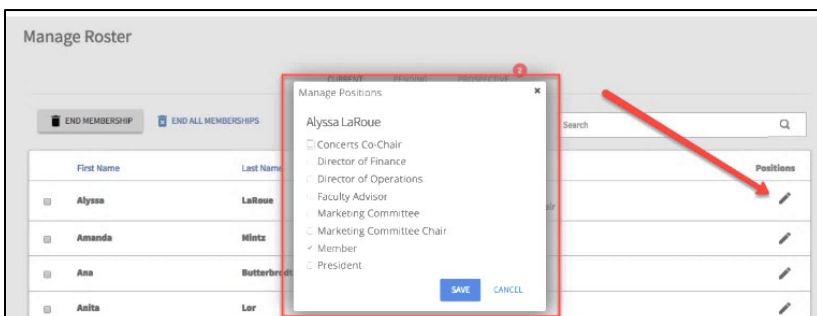 Manage Roster
CURRENT PENDING PROSPECTIVE
END MEMBERSHIP END ALL MEMBERSHIPS
Search
First Name Last Name Positions
Alyssa LaRoue
Amanda Mintz
Ana
Anita Lor
Manage Positions
Alyssa LaRoue
Concerts Co-Chair
Director of Finance
Director of Operations
Faculty Advisor
Marketing Committee
Marketing Committee Chair
Member
President
SAVE CANCEL